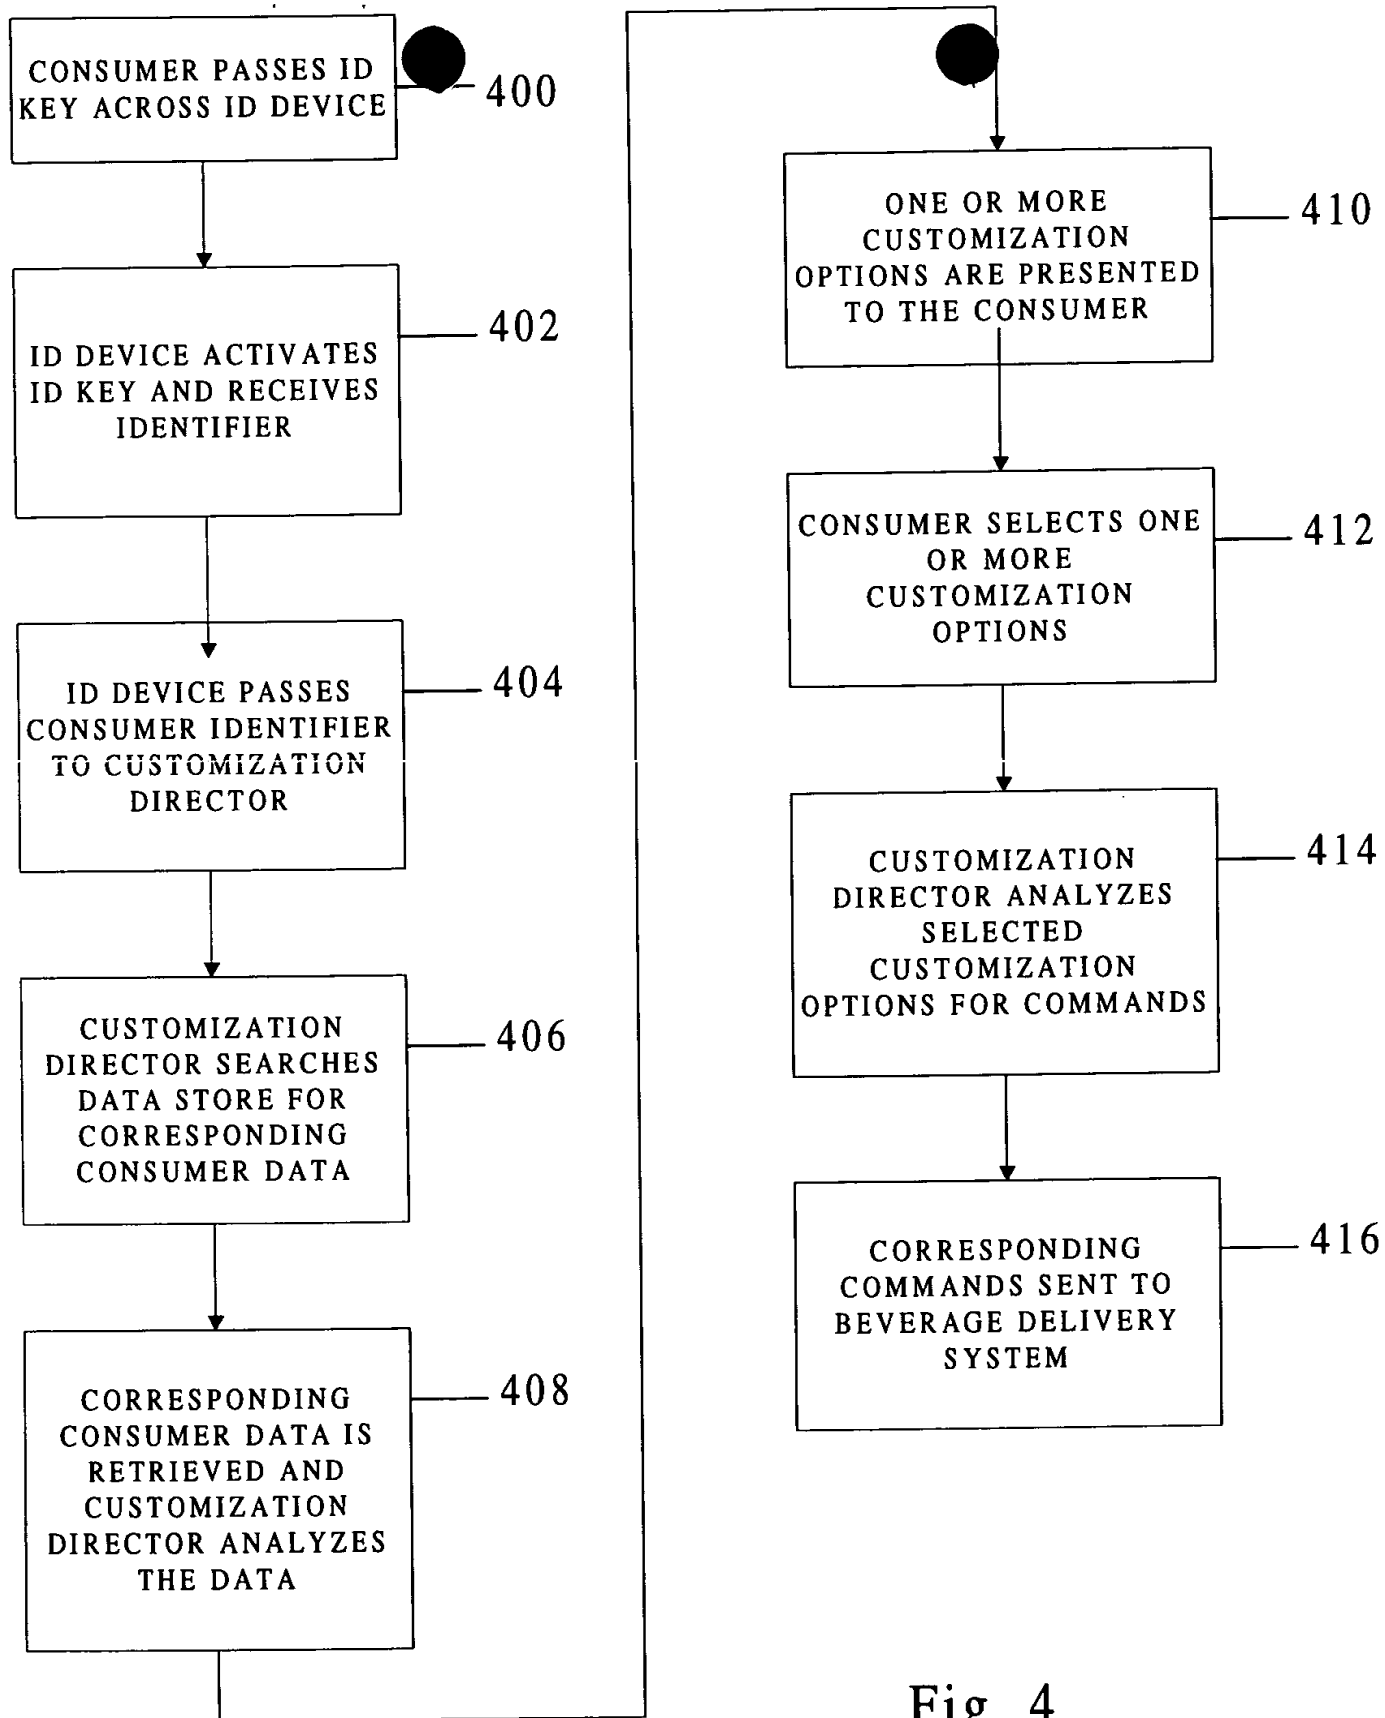 CONSUMER PASSES ID
KEY ACROSS ID DEVICE
400
ID DEVICE ACTIVATES
ID KEY AND RECEIVES
IDENTIFIER
402
ID DEVICE PASSES
CONSUMER IDENTIFIER
TO CUSTOMIZATION
DIRECTOR
404
CUSTOMIZATION
DIRECTOR SEARCHES
DATA STORE FOR
CORRESPONDING
CONSUMER DATA
406
CORRESPONDING
CONSUMER DATA IS
RETRIEVED AND
CUSTOMIZATION
DIRECTOR ANALYZES
THE DATA
408
ONE OR MORE
CUSTOMIZATION
OPTIONS ARE PRESENTED
TO THE CONSUMER
410
CONSUMER SELECTS ONE
OR MORE
CUSTOMIZATION
OPTIONS
412
CUSTOMIZATION
DIRECTOR ANALYZES
SELECTED
CUSTOMIZATION
OPTIONS FOR COMMANDS
414
CORRESPONDING
COMMANDS SENT TO
BEVERAGE DELIVERY
SYSTEM
416
Fig 4